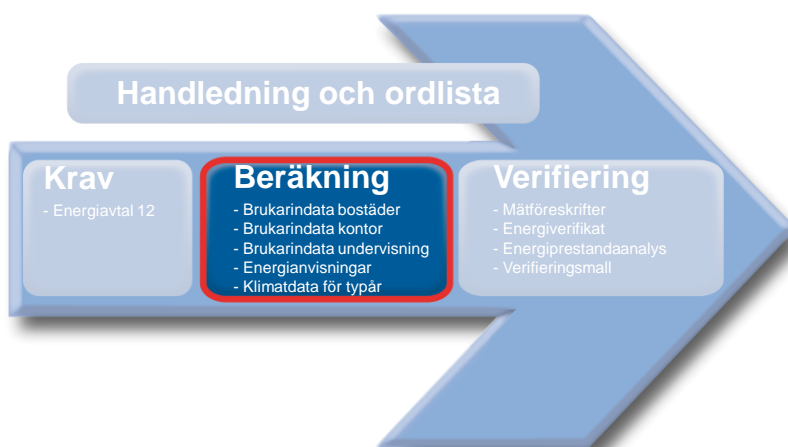 Handledning och ordlista
Krav
- Energiavtal 12
Beräkning
- Brukarindata bostäder
- Brukarindata kontor
- Brukarindata undervisning
- Energianvisningar
- Klimatdata för typår
Verifiering
- Mätföreskrifter
- Energiverifikat
- Energiprestandaanalys
- Verifieringsmall